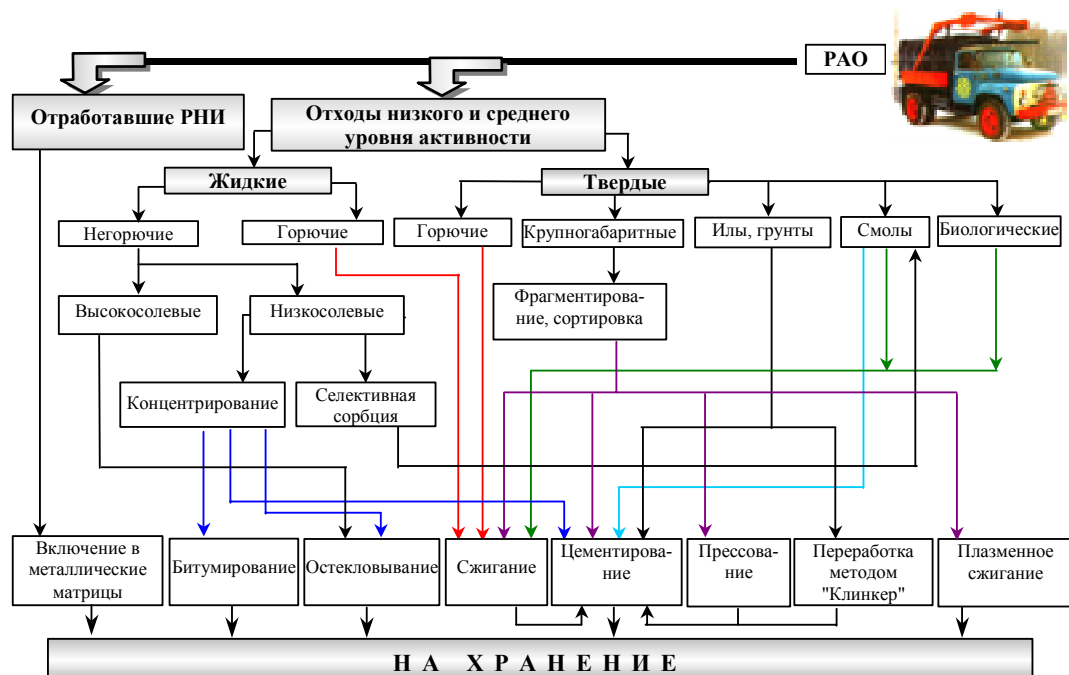 РАО
Отработавшие РНИ
Отходы низкого и среднего
уровня активности
Жидкие
Твердые
Негорючие
Горючие
Горючие
Крупногабаритные
Илы, грунты
Смолы
Биологические
Высокосолевые
Низкосолевые
Фрагментирова-
ние, сортировка
Концентрирование
Селективная
сорбция
Включение в
металлические
матрицы
Битумирование
Остекловывание
Сжигание
Цементирова-
ние
Прессова-
ние
Переработка
методом
"Клинкер"
Плазменное
сжигание
НА ХРАНЕНИЕ